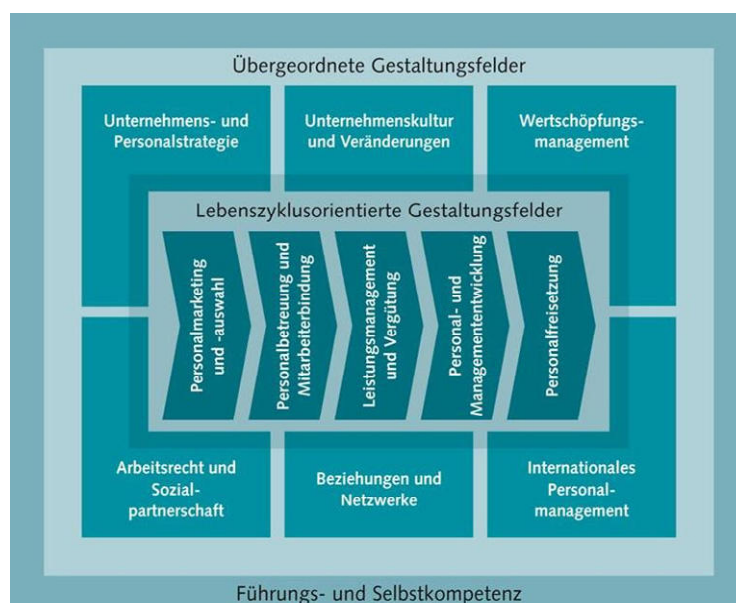 Übergeordnete Gestaltungsfelder
Unternehmens- und
Personalstrategie
Unternehmenskultur
und Veränderungen
Wertschöpfungs-
management
Lebenszyklusorientierte Gestaltungsfelder
Personalmarketing
und -auswahl
Personalbetreuung und
Mitarbeiterbindung
Leistungsmanagement
und Vergütung
Personal- und
Managemententwicklung
Personalfreisetzung
Arbeitsrecht und
Sozial-
partnerschaft
Beziehungen und
Netzwerke
Internationales
Personal-
management
Führungs- und Selbstkompetenz